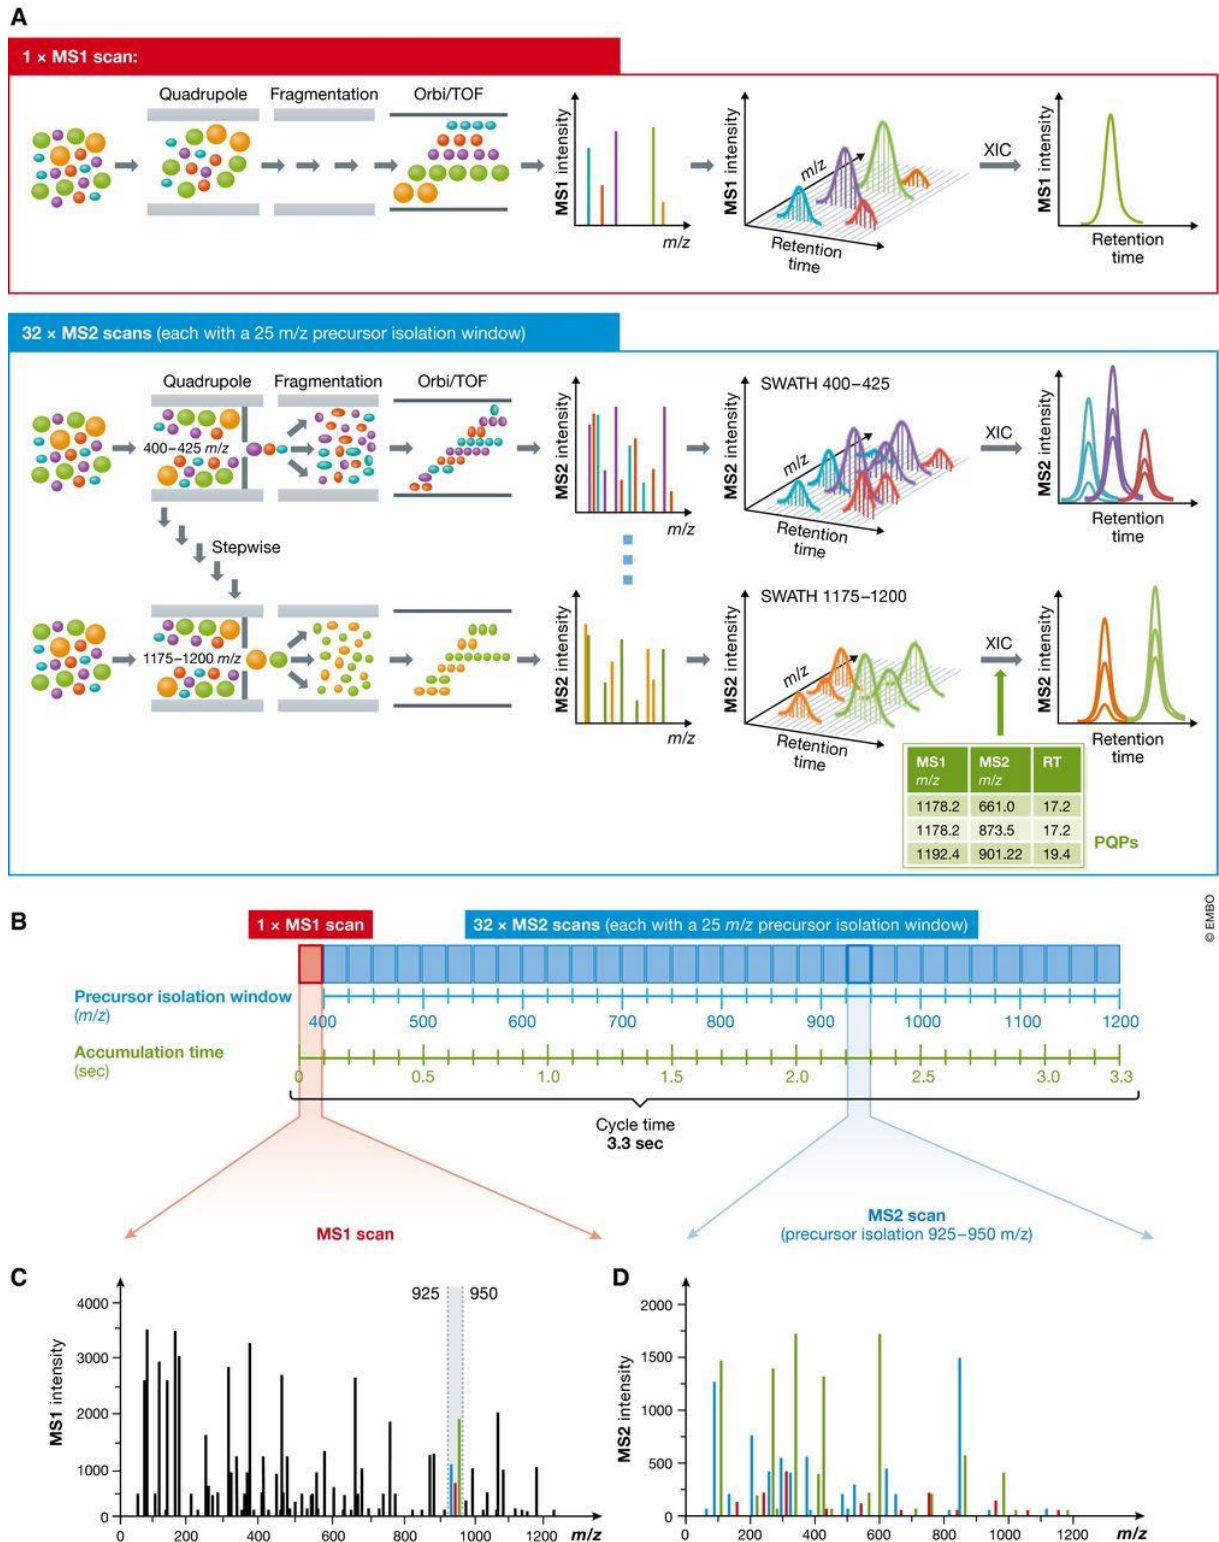 A
1 × MS1 scan:
Quadrupole
Fragmentation
Orbi/TOF
MS1 intensity
m/z
MS1 intensity
m/z
Retention
time
XIC
MS1 intensity
Retention
time
32 × MS2 scans (each with a 25 m/z precursor isolation window)
Quadrupole
Fragmentation
Orbi/TOF
400–425 m/z
MS2 intensity
m/z
SWATH 400–425
MS2 intensity
m/z
Retention
time
XIC
MS2 intensity
Retention
time
Stepwise
1175–1200 m/z
MS2 intensity
m/z
SWATH 1175–1200
MS2 intensity
m/z
Retention
time
XIC
MS2 intensity
Retention
time
MS1 m/z MS2 m/z RT
1178.2 661.0 17.2
1178.2 873.5 17.2
1192.4 901.22 19.4
PQPs
© EMBO
B
1 × MS1 scan
32 × MS2 scans (each with a 25 m/z precursor isolation window)
Precursor isolation window
(m/z)
400 500 600 700 800 900 1000 1100 1200
Accumulation time
(sec)
0 0.5 1.0 1.5 2.0 2.5 3.0 3.3
Cycle time
3.3 sec
MS1 scan
MS2 scan
(precursor isolation 925–950 m/z)
C
925 950
MS1 intensity
4000
3000
2000
1000
0
0 200 400 600 800 1000 1200 m/z
D
MS2 intensity
2000
1500
1000
500
0
0 200 400 600 800 1000 1200 m/z